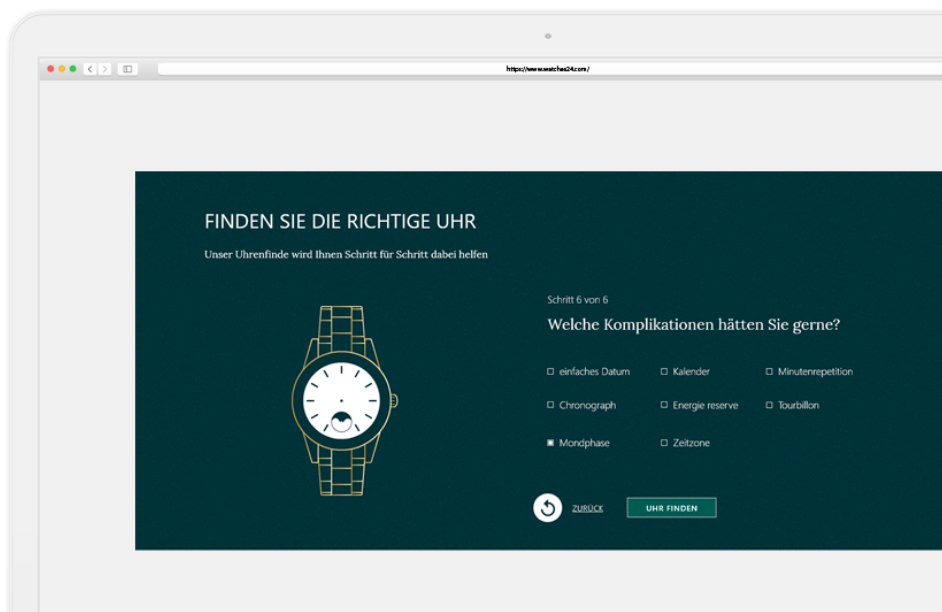 https://www.watches24.com/
FINDEN SIE DIE RICHTIGE UHR
Unser Uhrenfinde wird Ihnen Schritt für Schritt dabei helfen
Schritt 6 von 6
Welche Komplikationen hätten Sie gerne?
einfaches Datum Kalender Minutenrepetition
Chronograph Energie reserve Tourbillon
Mondphase Zeitzone
ZURÜCK UHR FINDEN